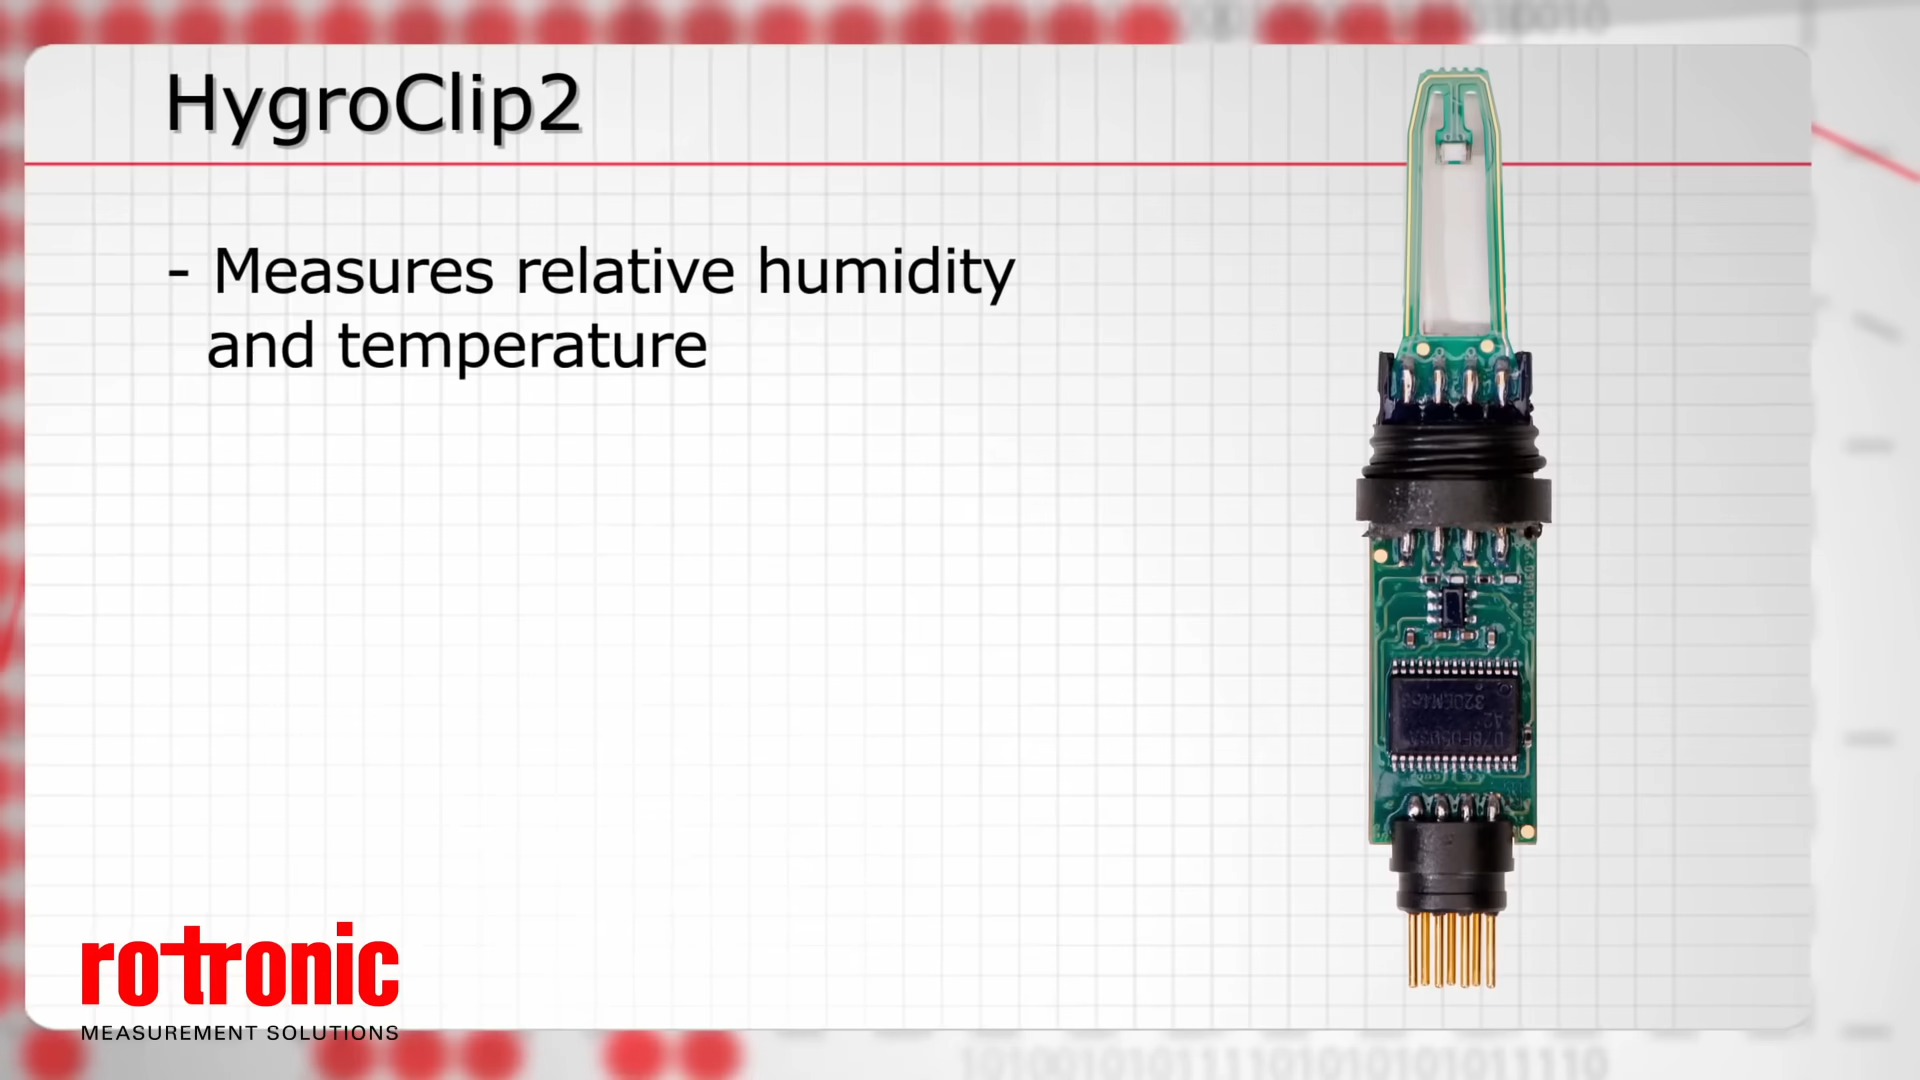 HygroClip2
- Measures relative humidity
and temperature
rotronic
MEASUREMENT SOLUTIONS